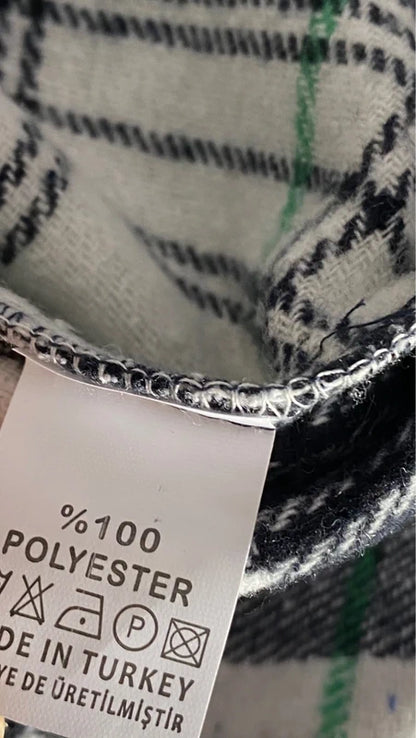 %100
POLYESTER
P
DE IN TURKEY
YE DE ÜRETİLMİŞTİR